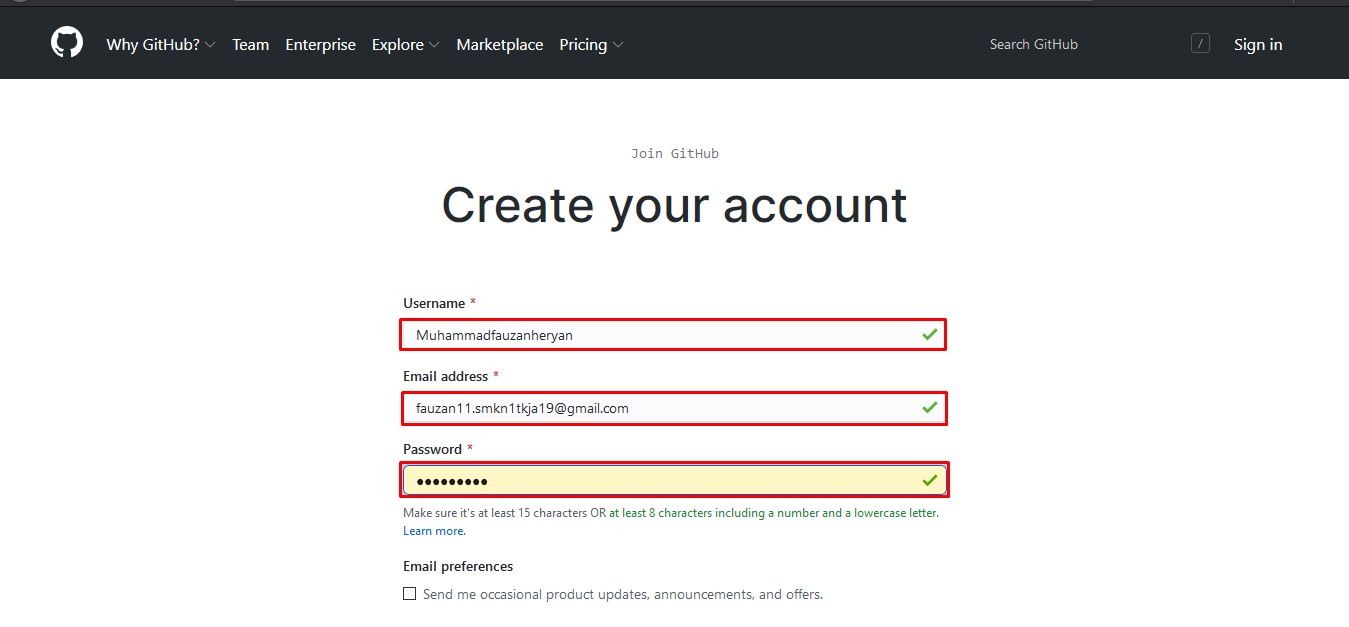 Why GitHub? Team Enterprise Explore Marketplace Pricing Search GitHub / Sign in
Join GitHub
Create your account
Username *
Muhammadfauzanheryan
Email address *
fauzan11.smkn1tkja19@gmail.com
Password *
•••••••••
Make sure it's at least 15 characters OR at least 8 characters including a number and a lowercase letter.
Learn more.
Email preferences
Send me occasional product updates, announcements, and offers.